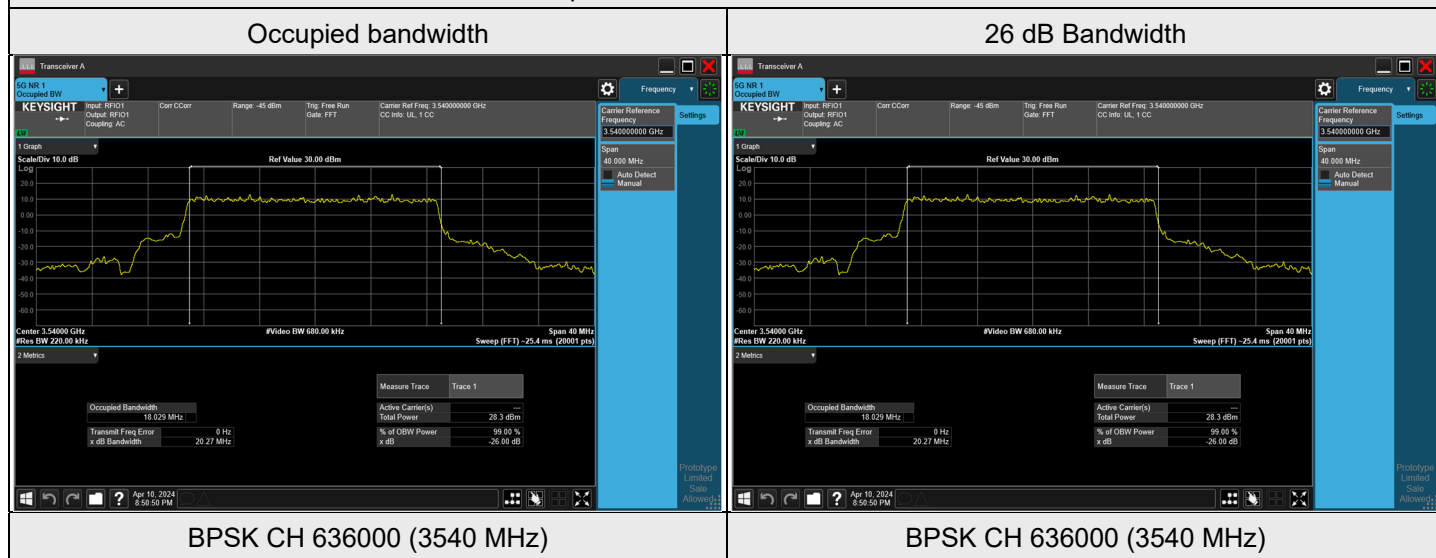 Occupied bandwidth
26 dB Bandwidth
Transceiver A
5G NR 1
Occupied BW
+
Frequency
KEYSIGHT
Input: RFIO1
Output: RFIO1
Coupling: AC
Corr CCorr
Range: -45 dBm
Trig: Free Run
Gate: FFT
Carrier Ref Freq: 3.540000000 GHz
CC Info: UL, 1 CC
LXI
Carrier Reference
Frequency
3.540000000 GHz
Settings
Span
40.000 MHz
Auto Detect
Manual
1 Graph
Scale/Div 10.0 dB
Ref Value 30.00 dBm
Log
20.0
10.0
0.00
-10.0
-20.0
-30.0
-40.0
-50.0
-60.0
Center 3.54000 GHz
#Video BW 680.00 kHz
Span 40 MHz
#Res BW 220.00 kHz
Sweep (FFT) ~25.4 ms (20001 pts)
2 Metrics
Measure Trace
Trace 1
Occupied Bandwidth
18.029 MHz
Active Carrier(s)
---
Total Power
28.3 dBm
Transmit Freq Error
0 Hz
% of OBW Power
99.00 %
x dB Bandwidth
20.27 MHz
x dB
-26.00 dB
Prototype
Limited
Sale
Allowed
?
Apr 10, 2024
8:50:50 PM
Transceiver A
5G NR 1
Occupied BW
+
Frequency
KEYSIGHT
Input: RFIO1
Output: RFIO1
Coupling: AC
Corr CCorr
Range: -45 dBm
Trig: Free Run
Gate: FFT
Carrier Ref Freq: 3.540000000 GHz
CC Info: UL, 1 CC
LXI
Carrier Reference
Frequency
3.540000000 GHz
Settings
Span
40.000 MHz
Auto Detect
Manual
1 Graph
Scale/Div 10.0 dB
Ref Value 30.00 dBm
Log
20.0
10.0
0.00
-10.0
-20.0
-30.0
-40.0
-50.0
-60.0
Center 3.54000 GHz
#Video BW 680.00 kHz
Span 40 MHz
#Res BW 220.00 kHz
Sweep (FFT) ~25.4 ms (20001 pts)
2 Metrics
Measure Trace
Trace 1
Occupied Bandwidth
18.029 MHz
Active Carrier(s)
---
Total Power
28.3 dBm
Transmit Freq Error
0 Hz
% of OBW Power
99.00 %
x dB Bandwidth
20.27 MHz
x dB
-26.00 dB
Prototype
Limited
Sale
Allowed
?
Apr 10, 2024
8:50:50 PM
BPSK CH 636000 (3540 MHz)
BPSK CH 636000 (3540 MHz)